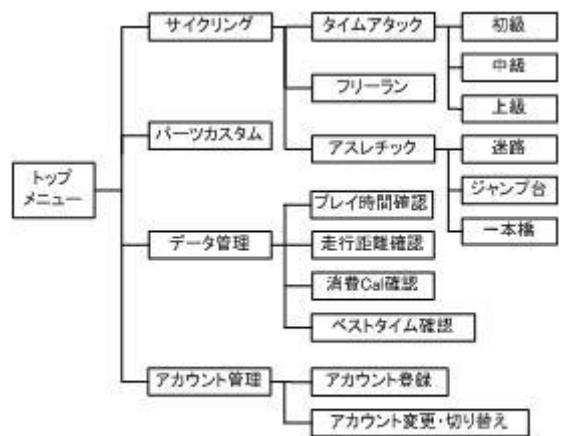 サイクリング
タイムアタック
初級
中級
フリーラン
上級
パーツカスタム
アスレチック
迷路
トップ
メニュー
ジャンプ台
プレイ時間確認
一本橋
データ管理
走行距離確認
消費Cal確認
ベストタイム確認
アカウント管理
アカウント登録
アカウント変更・切り替え